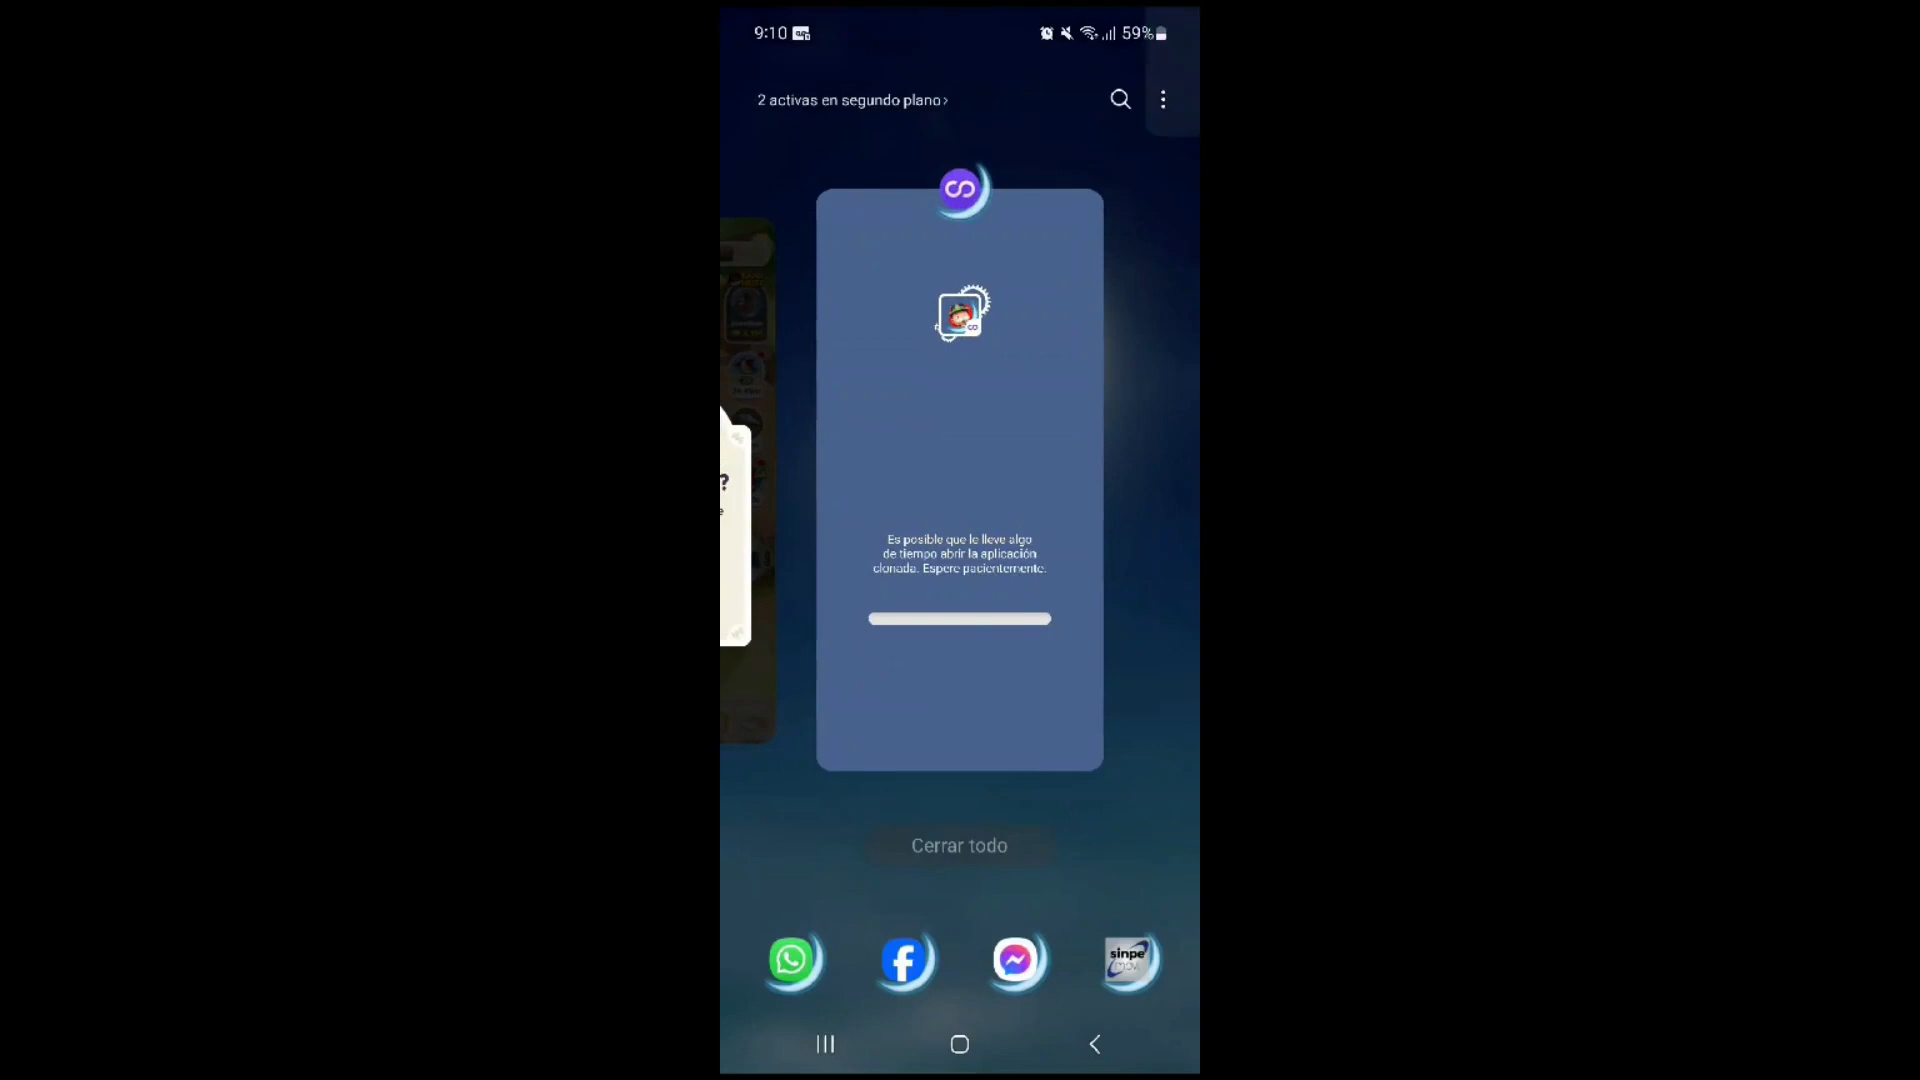 9:10
59%
2 activas en segundo plano
?
e
Es posible que le lleve algo
de tiempo abrir la aplicación
clonada. Espere pacientemente.
Cerrar todo
sinpe
móvil